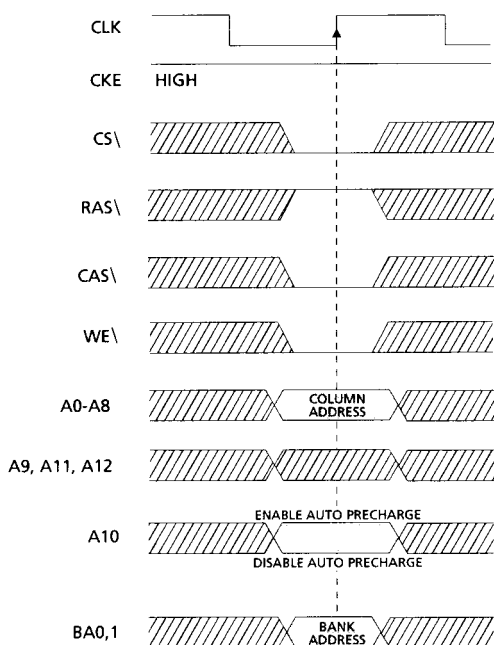 CLK
CKE HIGH
CS\
RAS\
CAS\
WE\
A0-A8 COLUMN
ADDRESS
A9, A11, A12
ENABLE AUTO PRECHARGE
A10
DISABLE AUTO PRECHARGE
BA0,1 BANK
ADDRESS